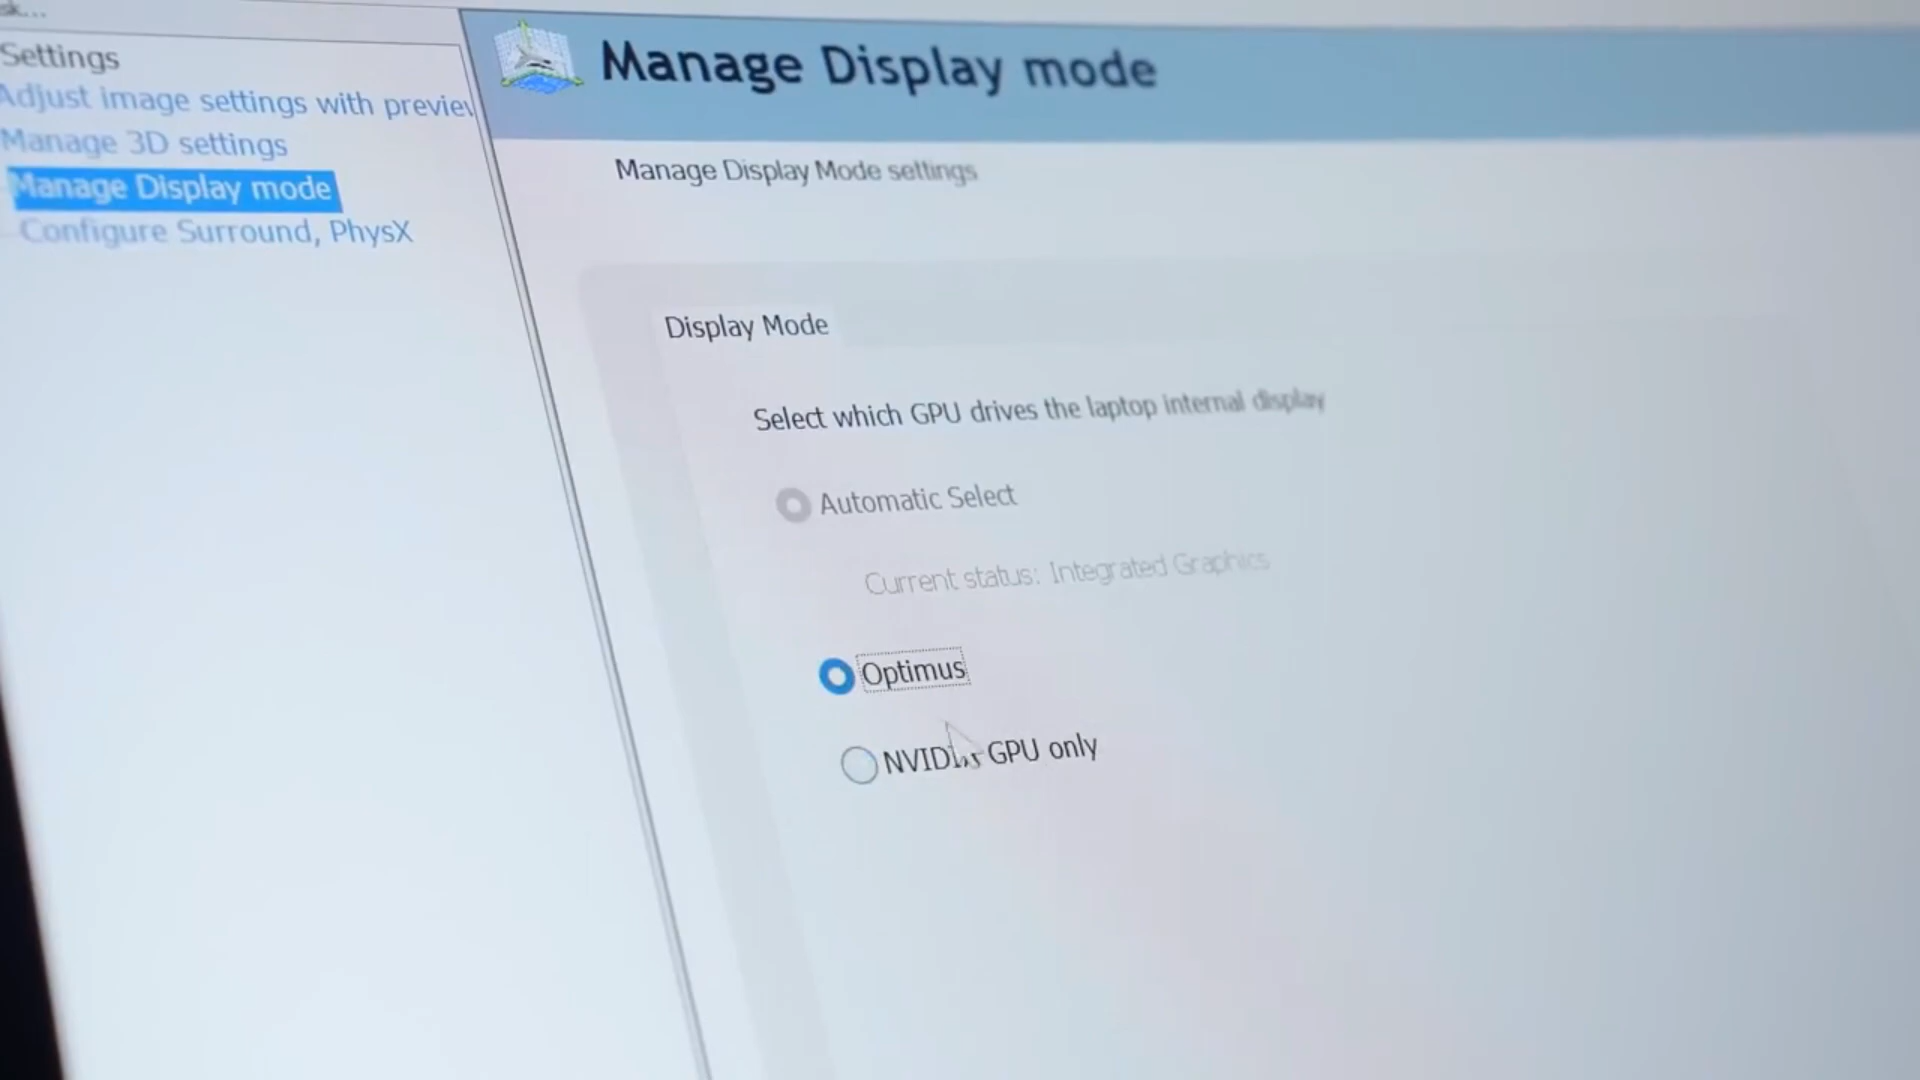 Settings
Adjust image settings with preview
Manage 3D settings
Manage Display mode
Configure Surround, PhysX
Manage Display mode
Manage Display Mode settings
Display Mode
Select which GPU drives the laptop internal display
Automatic Select
Current status: Integrated Graphics
Optimus
NVIDIA GPU only